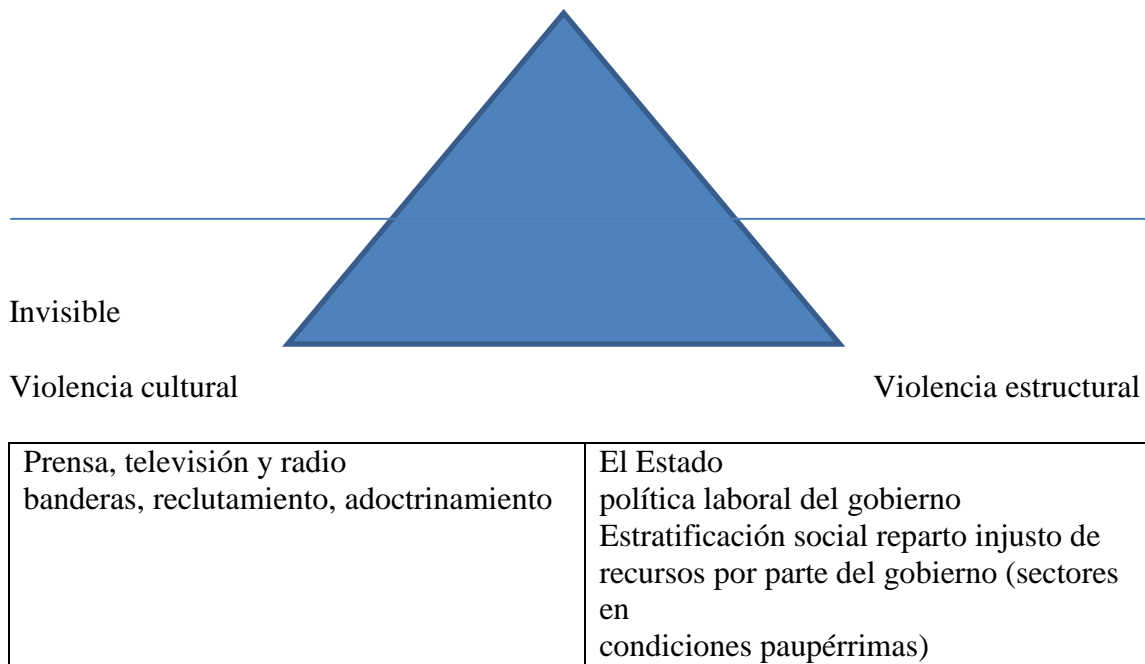 Invisible
Violencia cultural
Violencia estructural
Prensa, televisión y radio
banderas, reclutamiento, adoctrinamiento
El Estado
política laboral del gobierno
Estratificación social reparto injusto de
recursos por parte del gobierno (sectores
en
condiciones paupérrimas)